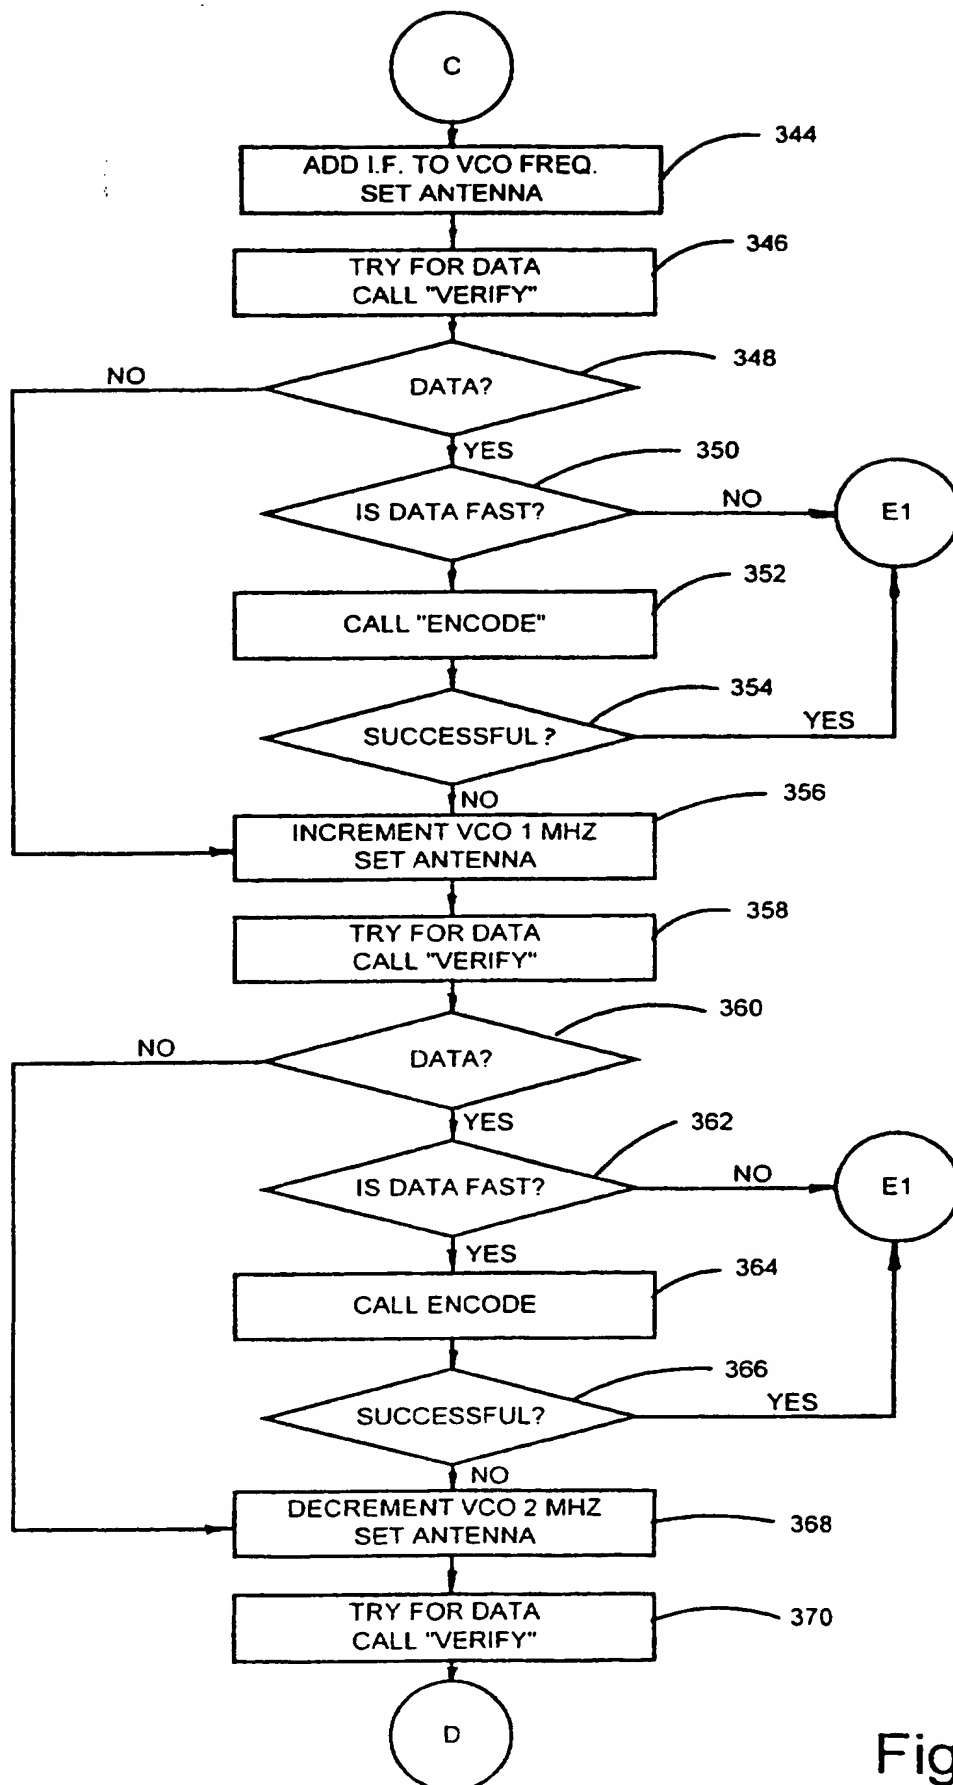 C
ADD I.F. TO VCO FREQ.
SET ANTENNA
344
TRY FOR DATA
CALL "VERIFY"
346
DATA?
348
NO
YES
350
IS DATA FAST?
NO
E1
352
CALL "ENCODE"
354
SUCCESSFUL?
YES
NO
356
INCREMENT VCO 1 MHZ
SET ANTENNA
358
TRY FOR DATA
CALL "VERIFY"
360
DATA?
NO
YES
362
IS DATA FAST?
NO
E1
YES
364
CALL ENCODE
366
SUCCESSFUL?
YES
NO
DECREMENT VCO 2 MHZ
SET ANTENNA
368
TRY FOR DATA
CALL "VERIFY"
370
D
Fig